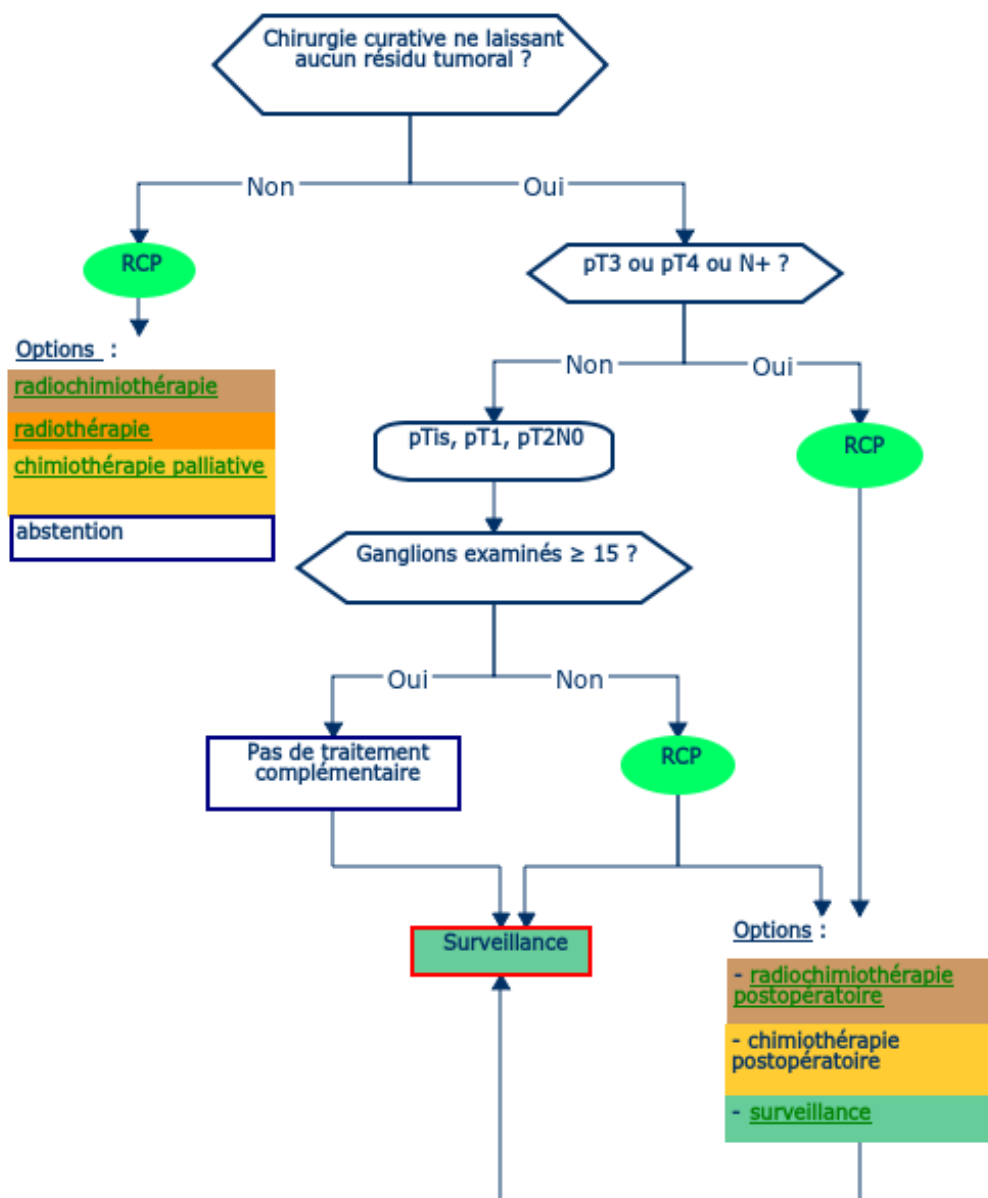 Chirurgie curative ne laissant
aucun résidu tumoral ?
Non
Oui
RCP
pT3 ou pT4 ou N+ ?
Options :
radiochimiothérapie
radiothérapie
chimiothérapie palliative
abstention
Non
Oui
pTis, pT1, pT2N0
RCP
Ganglions examinés ≥ 15 ?
Oui
Non
Pas de traitement
complémentaire
RCP
Surveillance
Options :
- radiochimiothérapie
postopératoire
- chimiothérapie
postopératoire
- surveillance